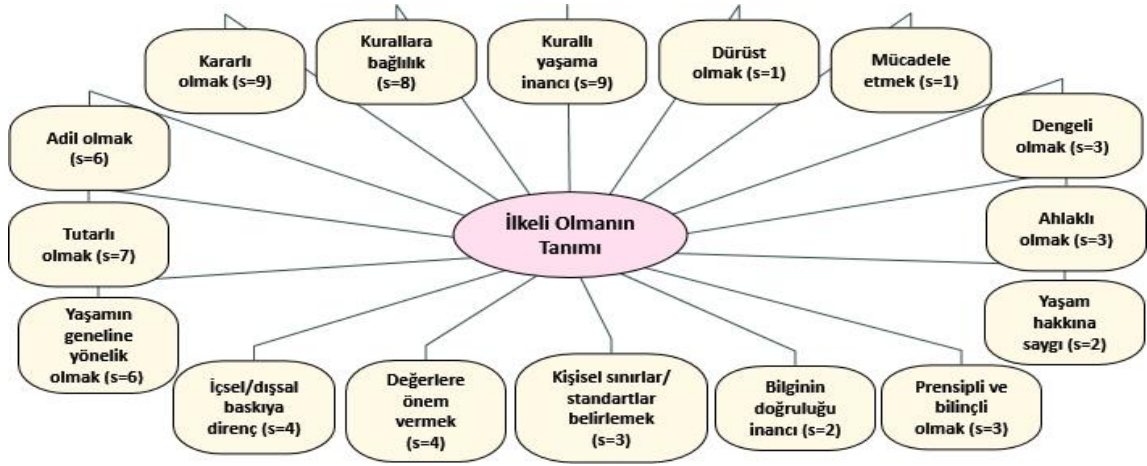 Kararlı
olmak (s=9)
Kurallara
bağlılık
(s=8)
Kurallı
yaşama
inancı (s=9)
Dürüst
olmak (s=1)
Mücadele
etmek (s=1)
Adil olmak
(s=6)
Dengeli
olmak (s=3)
İlkeli Olmanın
Tanımı
Tutarlı
olmak (s=7)
Ahlaklı
olmak (s=3)
Yaşamın
geneline
yönelik
olmak (s=6)
Yaşam
hakkına
saygı (s=2)
İçsel/dışsal
baskıya
direnç (s=4)
Değerlere
önem
vermek
(s=4)
Kişisel sınırlar/
standartlar
belirlemek
(s=3)
Bilginin
doğruluğu
inancı (s=2)
Prensipli ve
bilinçli
olmak (s=3)